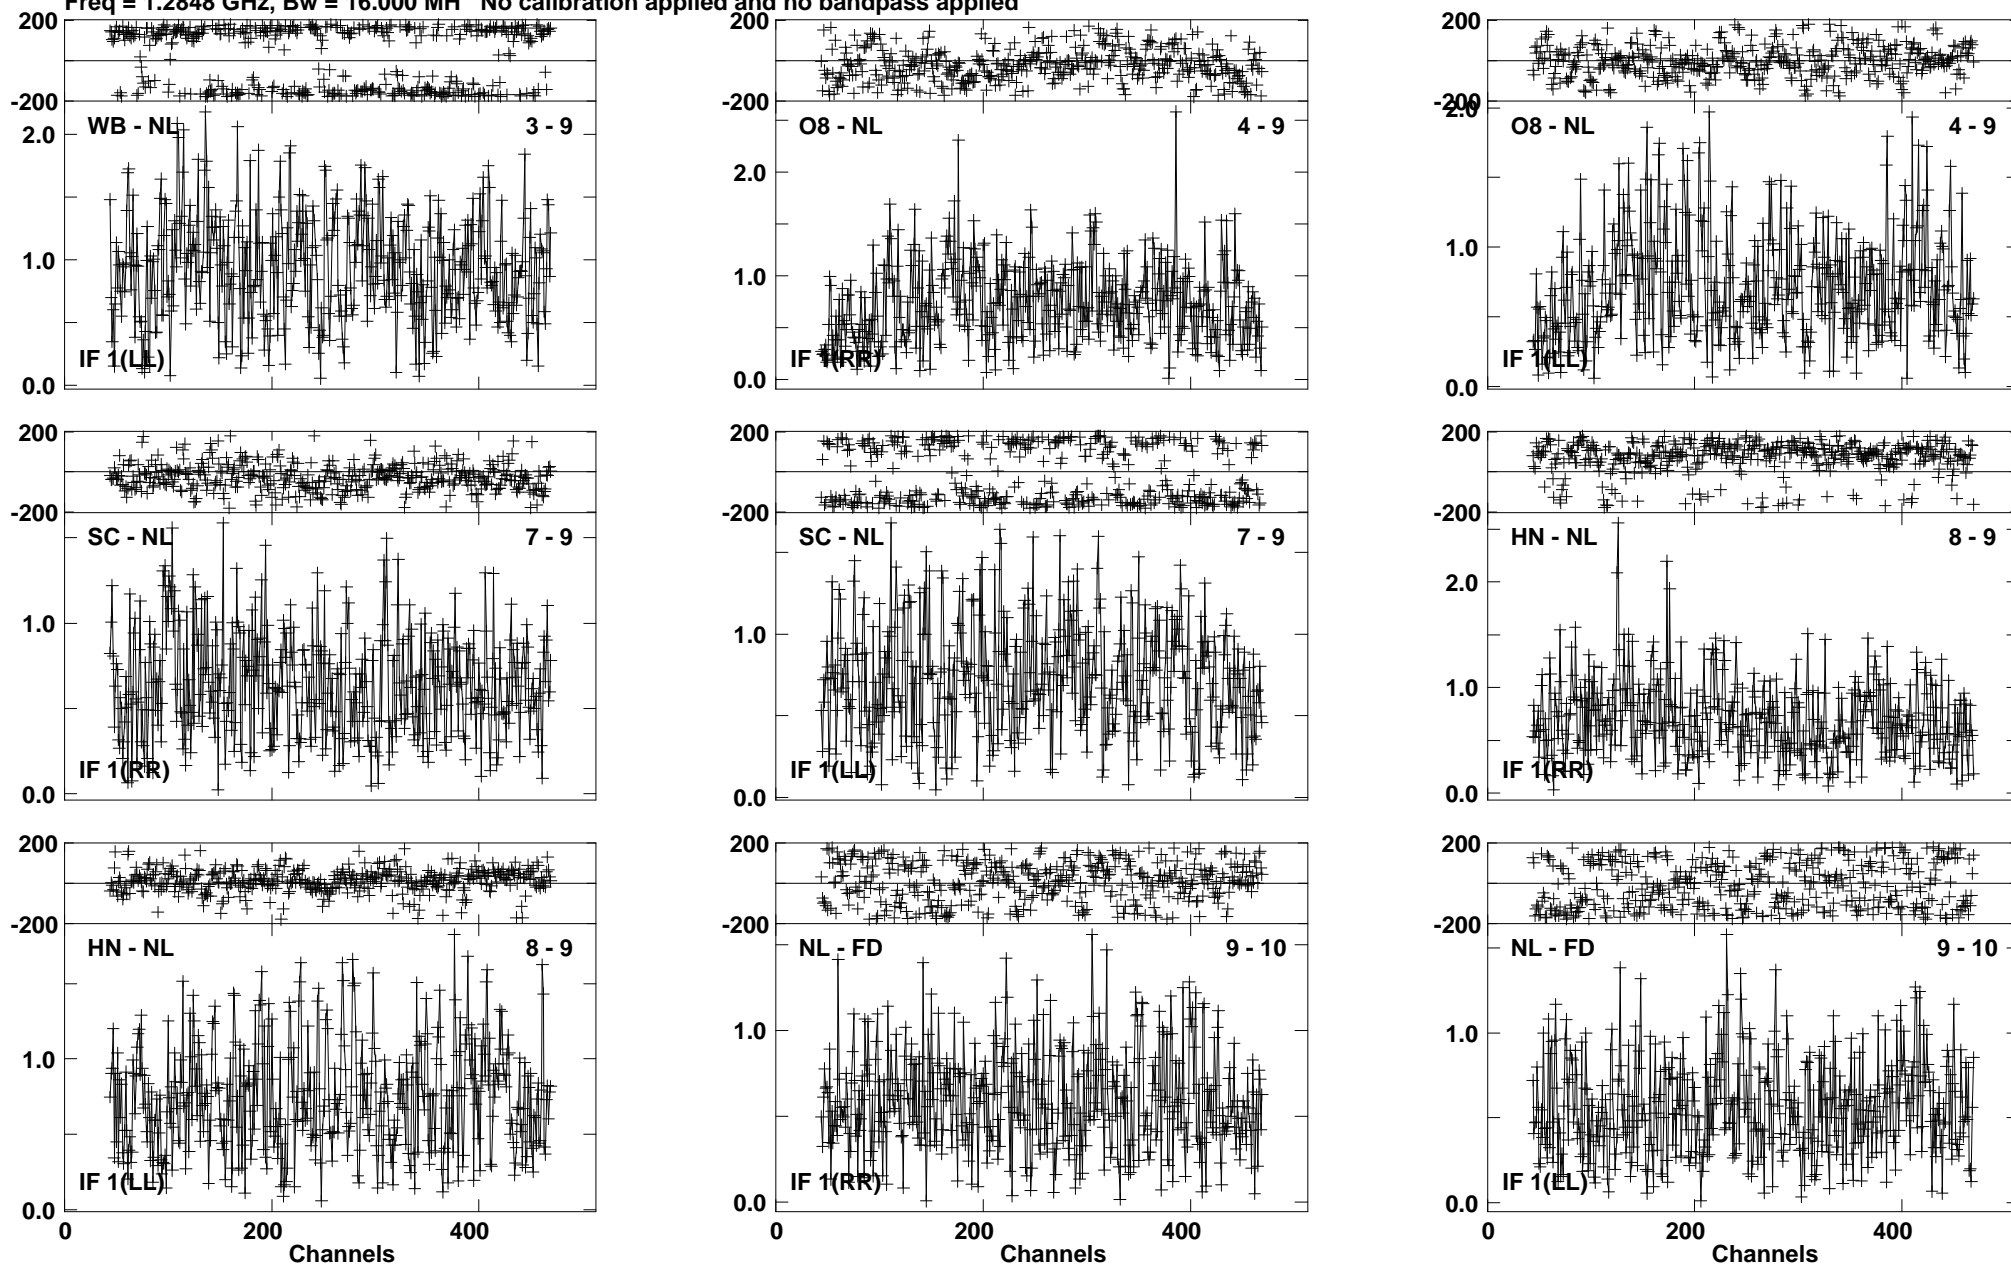 Freq = 1.2848 GHz, Bw = 16.000 MH No calibration applied and no bandpass applied
200
-200
WB - NL 3 - 9
2.0
1.0
IF 1(LL)
0.0
200
-200
O8 - NL 4 - 9
2.0
1.0
IF 1(RR)
0.0
200
-200
2.0
O8 - NL 4 - 9
1.0
IF 1(LL)
0.0
200
-200
SC - NL 7 - 9
1.0
IF 1(RR)
0.0
200
-200
SC - NL 7 - 9
1.0
IF 1(LL)
0.0
200
-200
HN - NL 8 - 9
2.0
1.0
IF 1(RR)
0.0
200
-200
HN - NL 8 - 9
1.0
IF 1(LL)
0.0
0 200 400
Channels
200
-200
NL - FD 9 - 10
1.0
IF 1(RR)
0.0
0 200 400
Channels
200
-200
NL - FD 9 - 10
1.0
IF 1(LL)
0.0
0 200 400
Channels